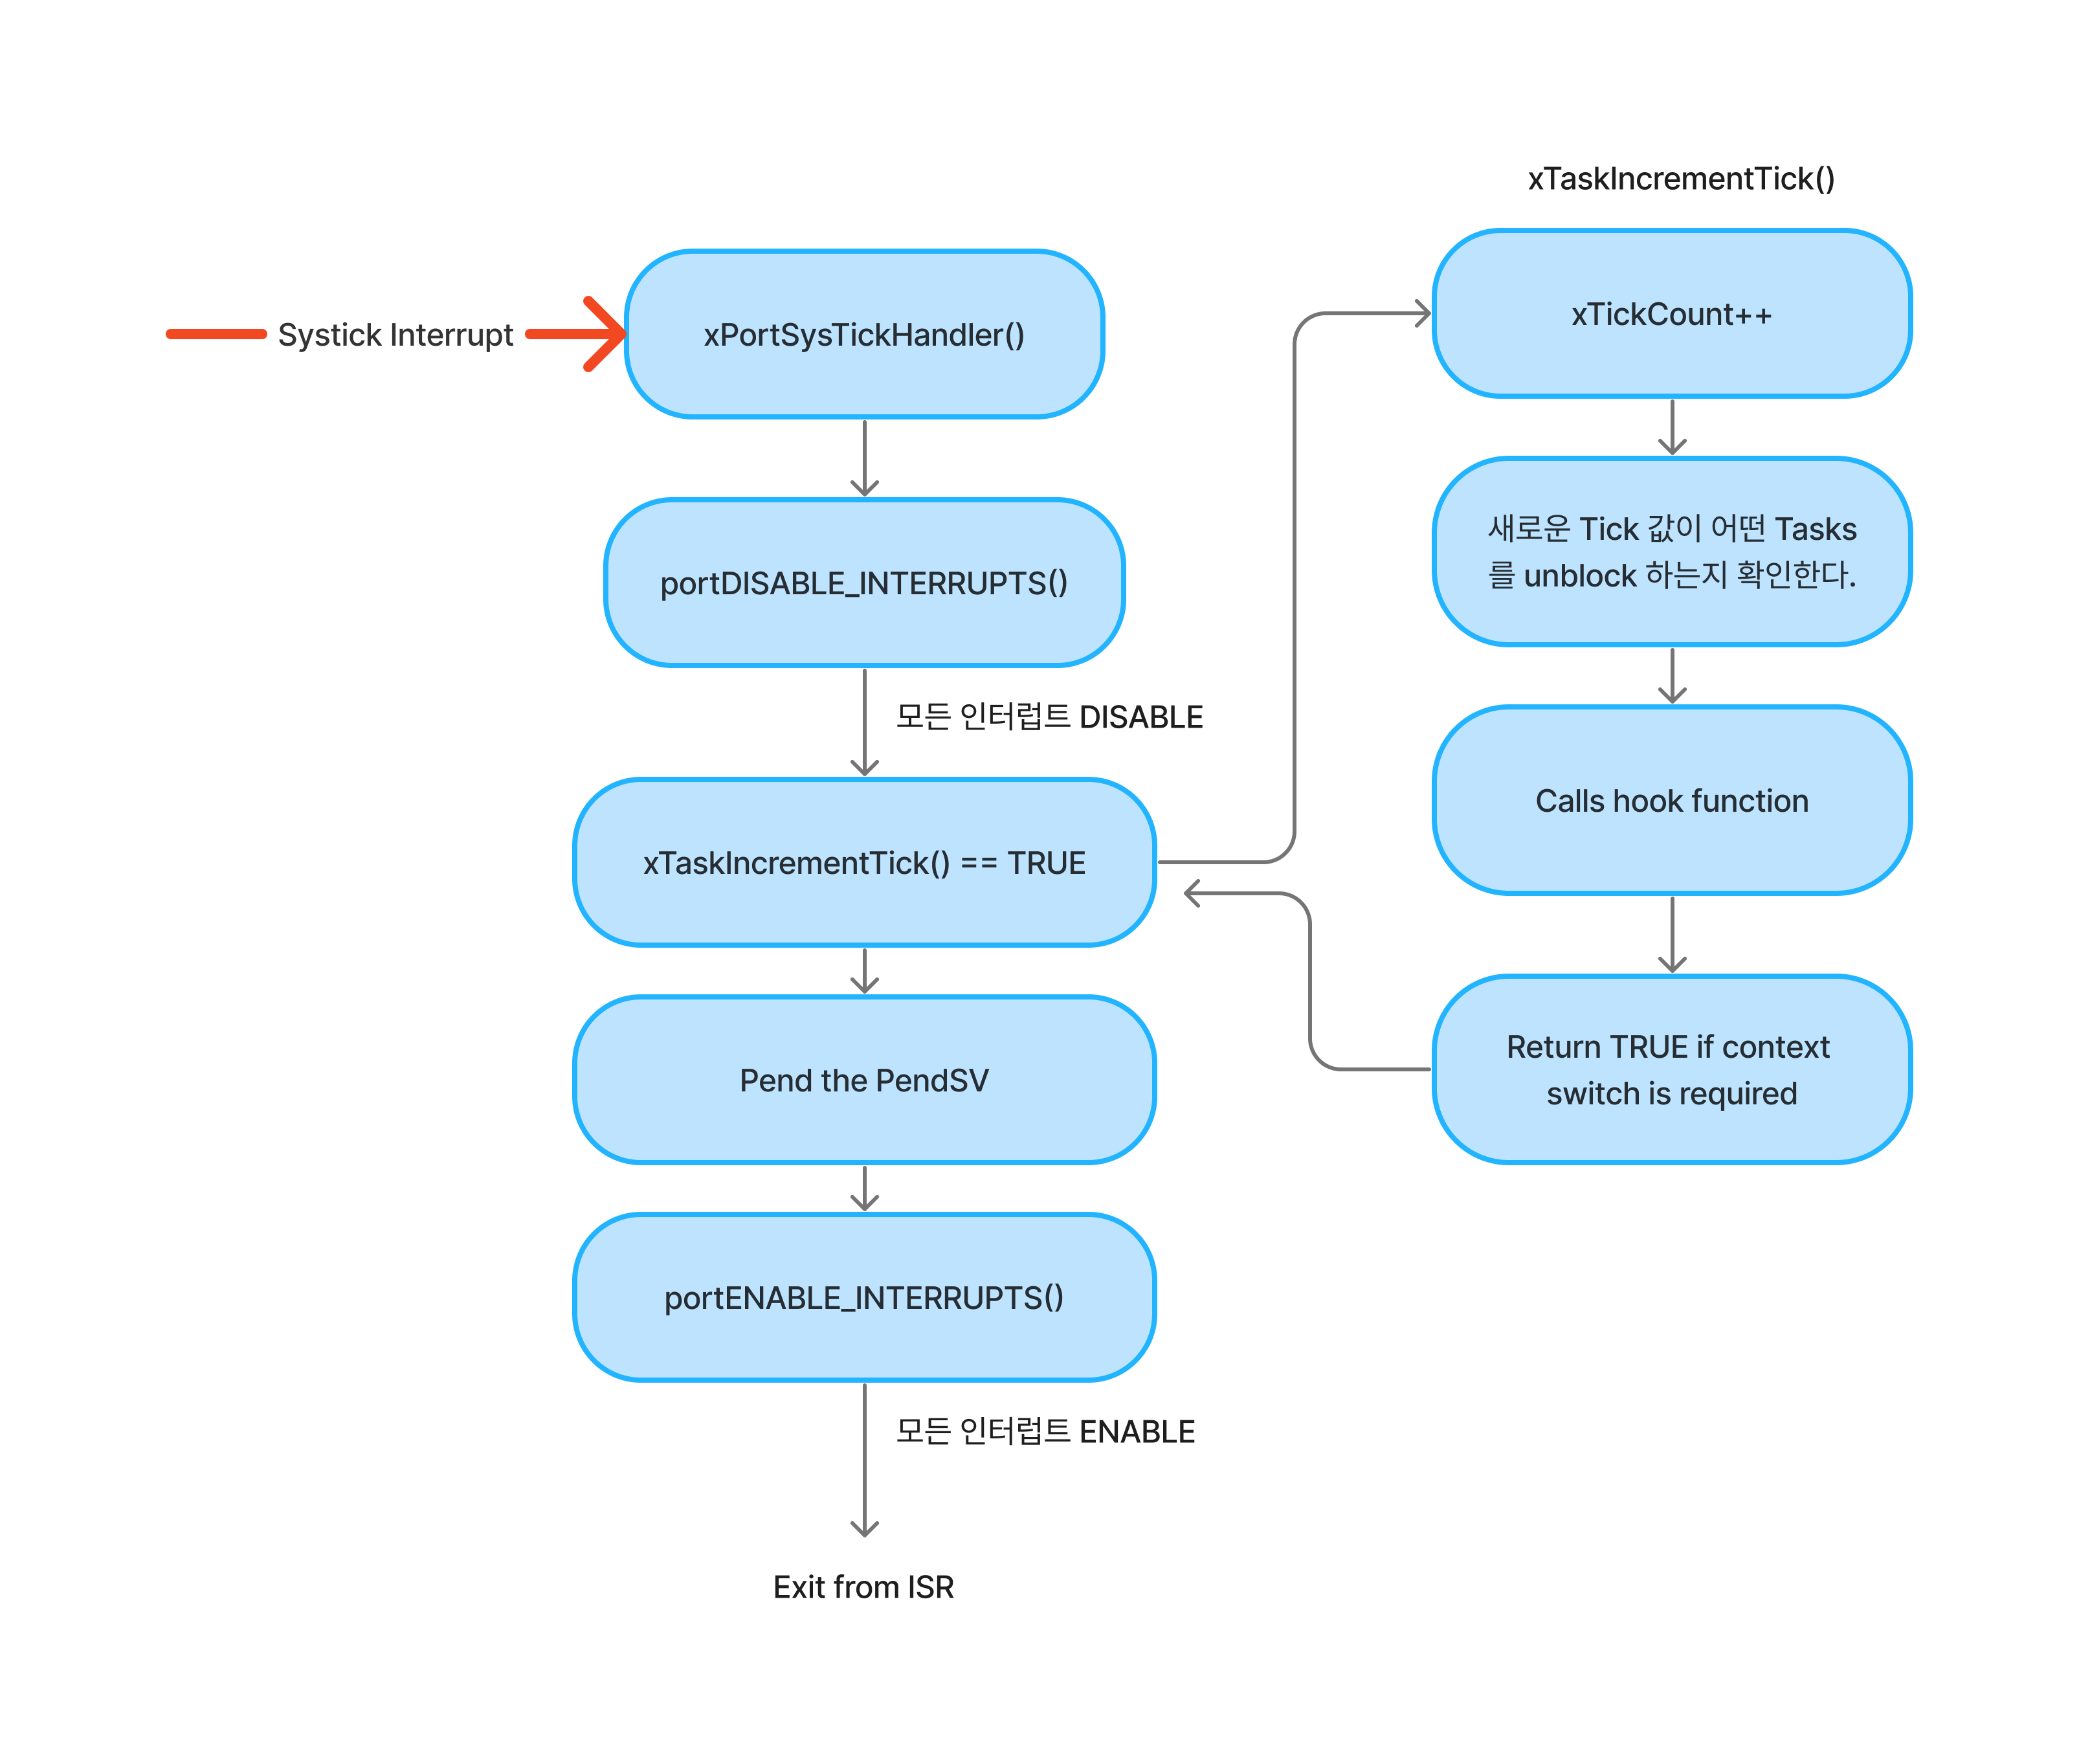 Systick Interrupt
xPortSysTickHandler()
portDISABLE_INTERRUPTS()
모든 인터럽트 DISABLE
xTaskIncrementTick() == TRUE
Pend the PendSV
portENABLE_INTERRUPTS()
모든 인터럽트 ENABLE
Exit from ISR
xTaskIncrementTick()
xTickCount++
새로운 Tick 값이 어떤 Tasks
를 unblock 하는지 확인한다.
Calls hook function
Return TRUE if context
switch is required